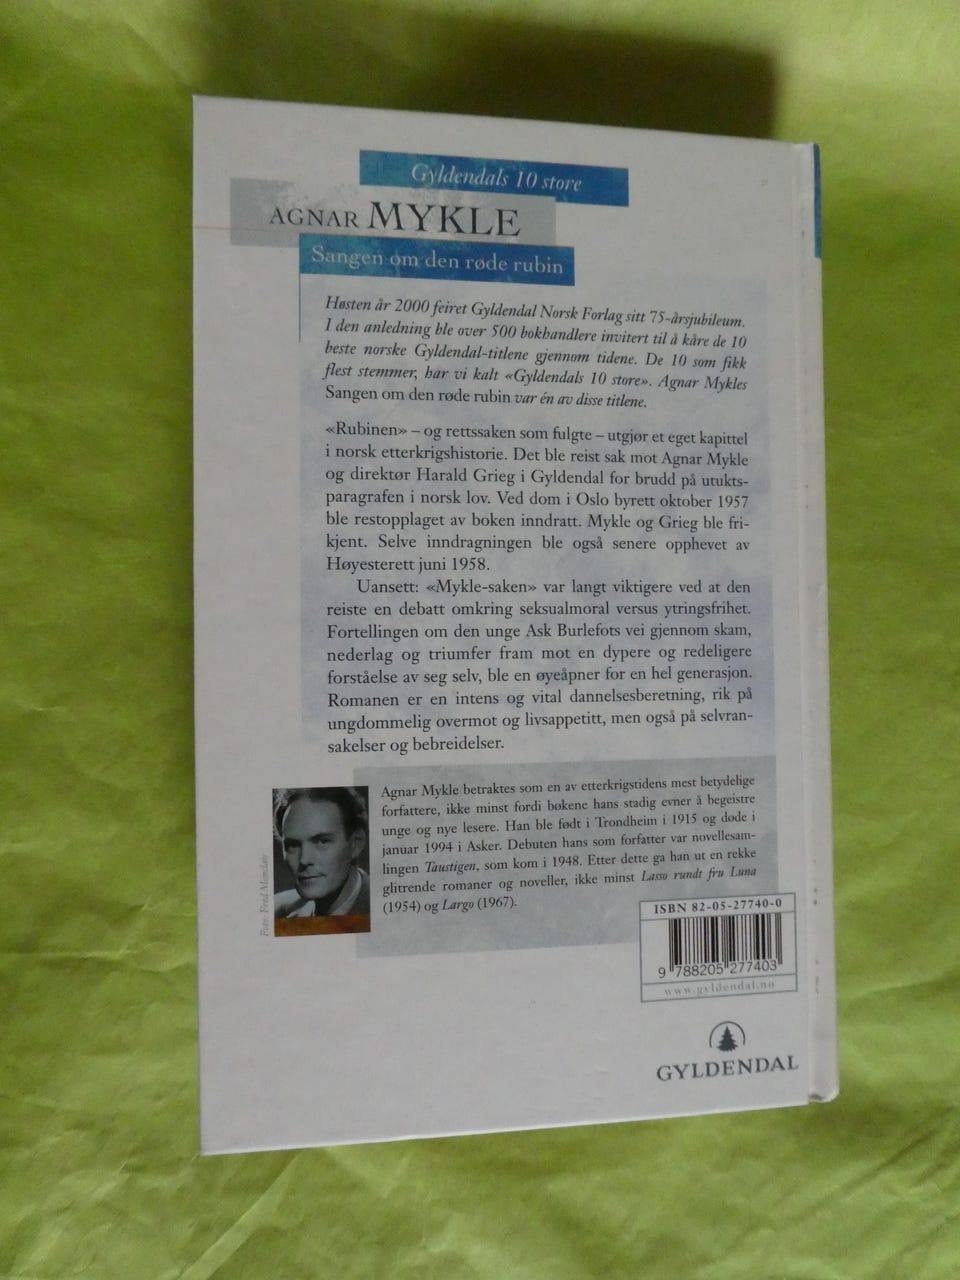 Gyldendals 10 store
AGNAR MYKLE
Sangen om den røde rubin
Høsten år 2000 feiret Gyldendal Norsk Forlag sitt 75-årsjubileum.
I den anledning ble over 500 bokhandlere invitert til å kåre de 10
beste norske Gyldendal-titlene gjennom tidene. De 10 som fikk
flest stemmer, har vi kalt «Gyldendals 10 store». Agnar Mykles
Sangen om den røde rubin var én av disse titlene.
«Rubinen» – og rettssaken som fulgte – utgjør et eget kapittel
i norsk etterkrigshistorie. Det ble reist sak mot Agnar Mykle
og direktør Harald Grieg i Gyldendal for brudd på utukts-
paragrafen i norsk lov. Ved dom i Oslo byrett oktober 1957
ble restopplaget av boken inndratt. Mykle og Grieg ble fri-
kjent. Selve inndragningen ble også senere opphevet av
Høyesterett juni 1958.
Uansett: «Mykle-saken» var langt viktigere ved at den
reiste en debatt omkring seksualmoral versus ytringsfrihet.
Fortellingen om den unge Ask Burlefots vei gjennom skam,
nederlag og triumfer fram mot en dypere og redeligere
forståelse av seg selv, ble en øyeåpner for en hel generasjon.
Romanen er en intens og vital dannelsesberetning, rik på
ungdommelig overmot og livsappetitt, men også på selvran-
sakelser og bebreidelser.
Agnar Mykle betraktes som en av etterkrigstidens mest betydelige
forfattere, ikke minst fordi bøkene hans stadig evner å begeistre
unge og nye lesere. Han ble født i Trondheim i 1915 og døde i
januar 1994 i Asker. Debuten hans som forfatter var novellesam-
lingen Taustigen, som kom i 1948. Etter dette ga han ut en rekke
glitrende romaner og noveller, ikke minst Lasso rundt fru Luna
(1954) og Largo (1967).
Foto: Fred
ISBN 82-05-27740-0
9 788205 277403
www.gyldendal.no
GYLDENDAL